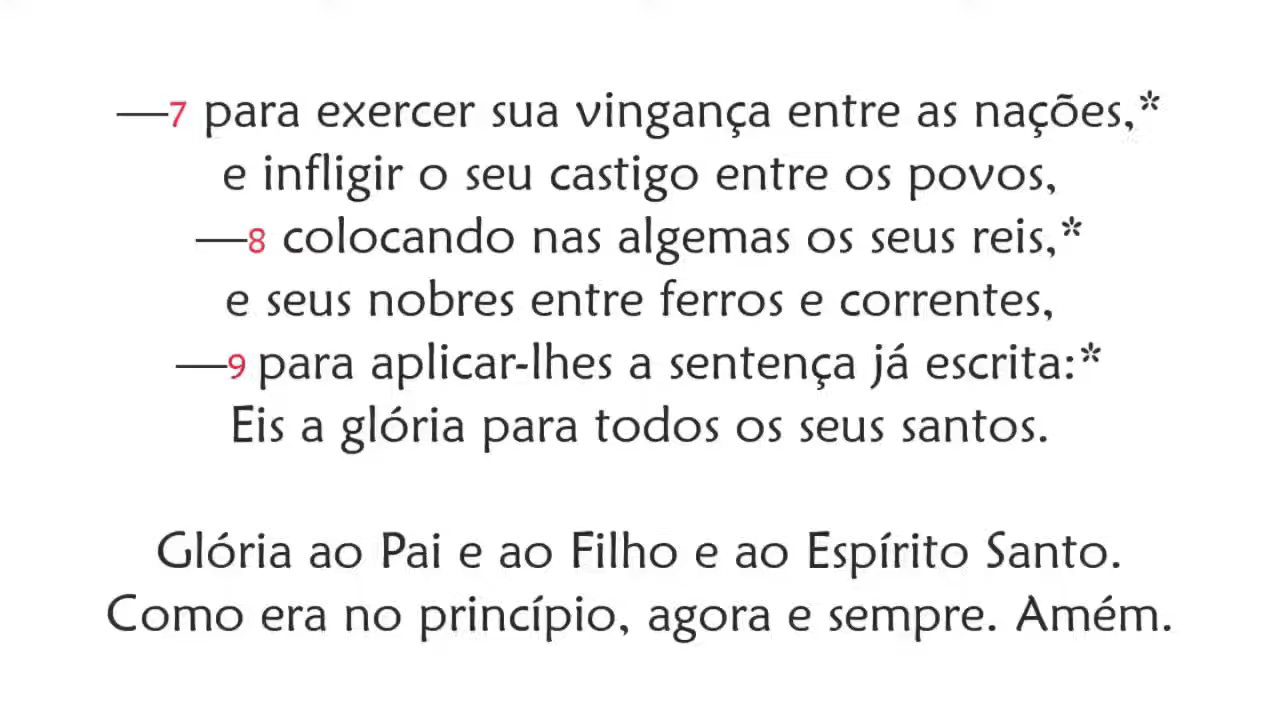 —7 para exercer sua vingança entre as nações,*
e infligir o seu castigo entre os povos,
—8 colocando nas algemas os seus reis,*
e seus nobres entre ferros e correntes,
—9 para aplicar-lhes a sentença já escrita:*
Eis a glória para todos os seus santos.
Glória ao Pai e ao Filho e ao Espírito Santo.
Como era no princípio, agora e sempre. Amém.